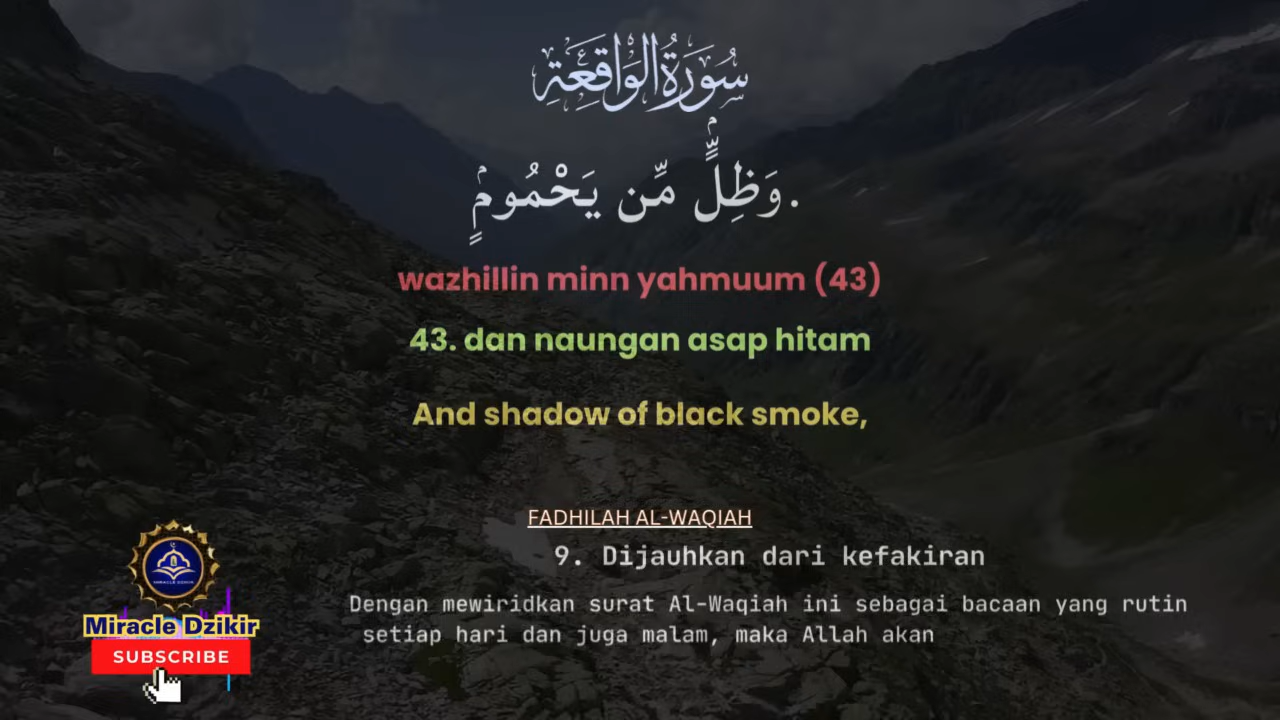 سُورَةُ الوَاقِعَةِ
وَظِلٍّۢ مِّن يَحْمُومٍۢ.
wazhillin minn yahmuum (43)
43. dan naungan asap hitam
And shadow of black smoke,
FADHILAH AL-WAQIAH
9. Dijauhkan dari kefakiran
Dengan mewiridkan surat Al-Waqiah ini sebagai bacaan yang rutin
setiap hari dan juga malam, maka Allah akan
MIRACLE DZIKIR
Miracle Dzikir
SUBSCRIBE